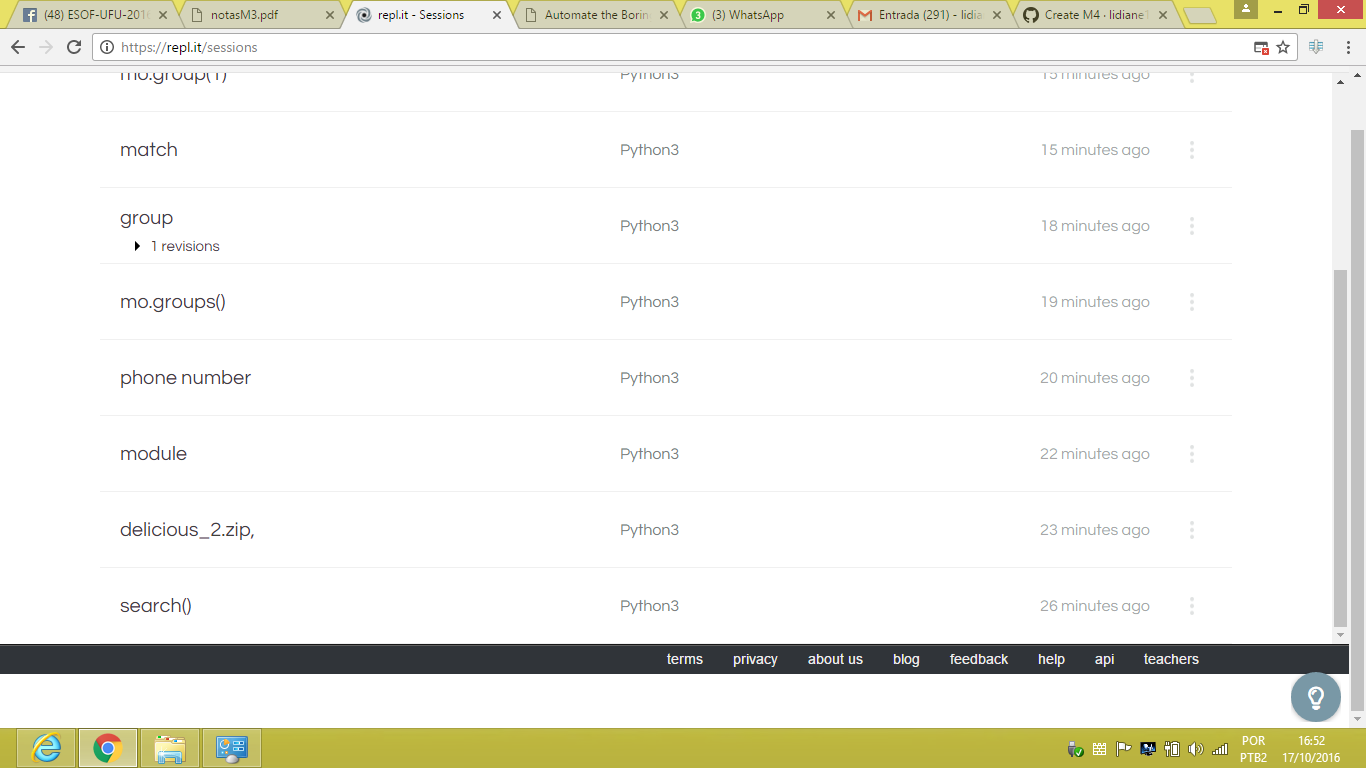 (48) ESOF-UFU-2016
notasM3.pdf
repl.it - Sessions
Automate the Boring
3
(3) WhatsApp
Entrada (291) - lidia
Create M4 · lidiane1
https://repl.it/sessions
mo.group(1) Python3 15 minutes ago
match Python3 15 minutes ago
group Python3 18 minutes ago
1 revisions
mo.groups() Python3 19 minutes ago
phone number Python3 20 minutes ago
module Python3 22 minutes ago
delicious_2.zip, Python3 23 minutes ago
search() Python3 26 minutes ago
terms privacy about us blog feedback help api teachers
POR 16:52
PTB2 17/10/2016